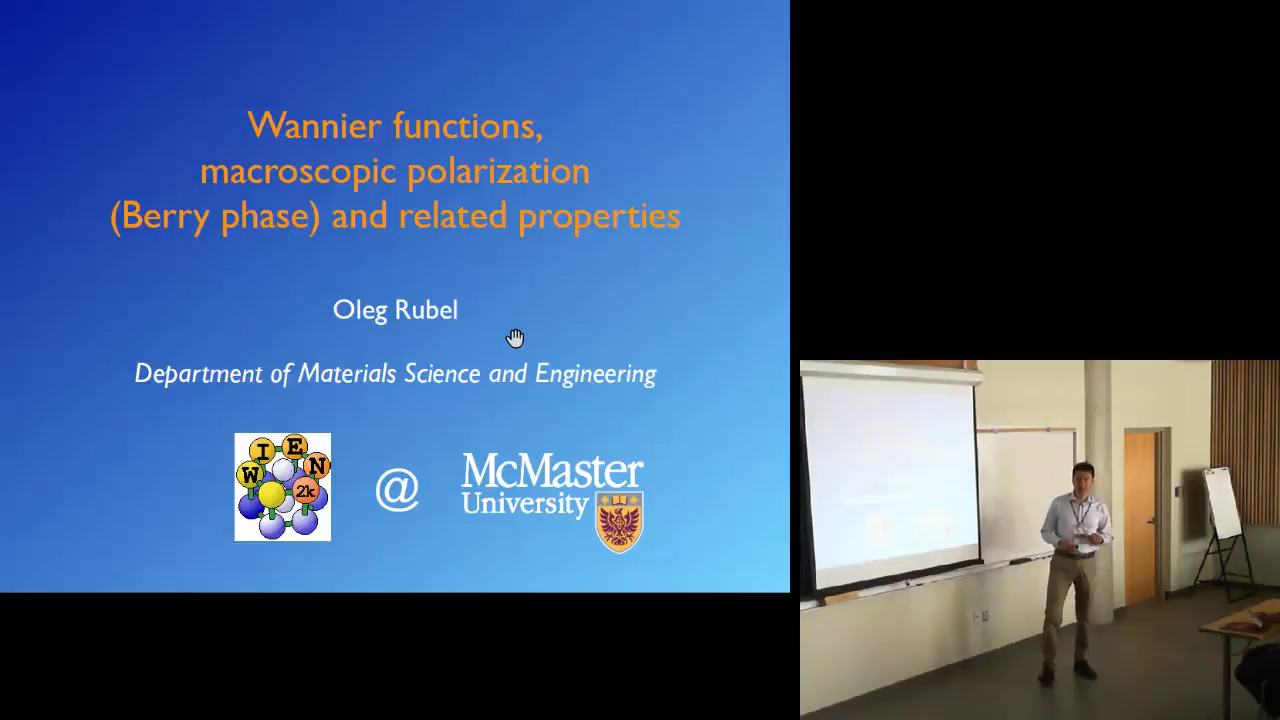 Wannier functions,
macroscopic polarization
(Berry phase) and related properties
Oleg Rubel
Department of Materials Science and Engineering
WIEN
2k
@
McMaster
University